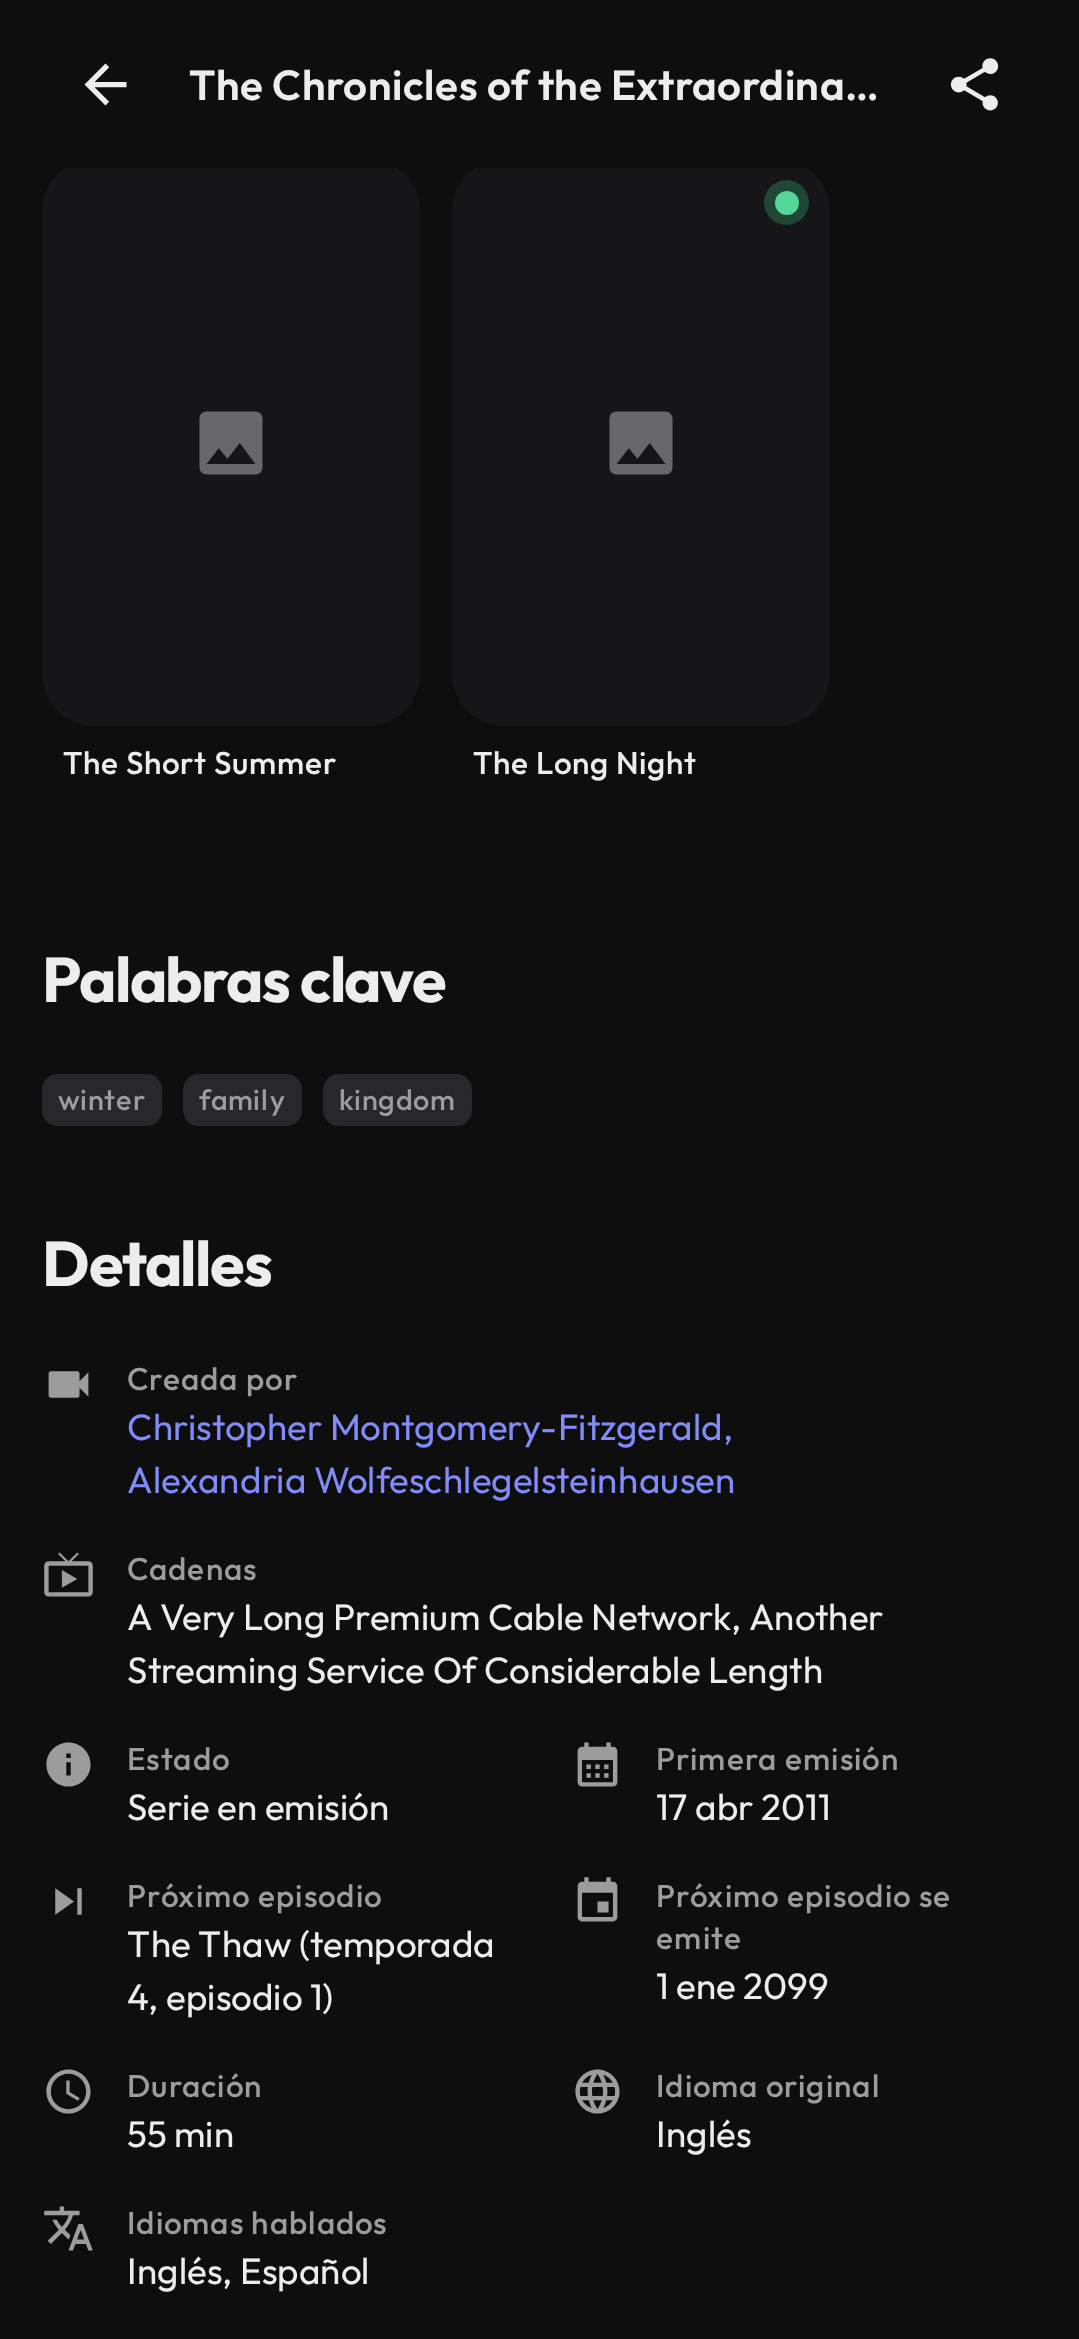 The Chronicles of the Extraordina...
The Short Summer
The Long Night
Palabras clave
winter
family
kingdom
Detalles
Creada por
Christopher Montgomery-Fitzgerald,
Alexandria Wolfeschlegelsteinhausen
Cadenas
A Very Long Premium Cable Network, Another
Streaming Service Of Considerable Length
Estado
Serie en emisión
Primera emisión
17 abr 2011
Próximo episodio
The Thaw (temporada
4, episodio 1)
Próximo episodio se
emite
1 ene 2099
Duración
55 min
Idioma original
Inglés
Idiomas hablados
Inglés, Español